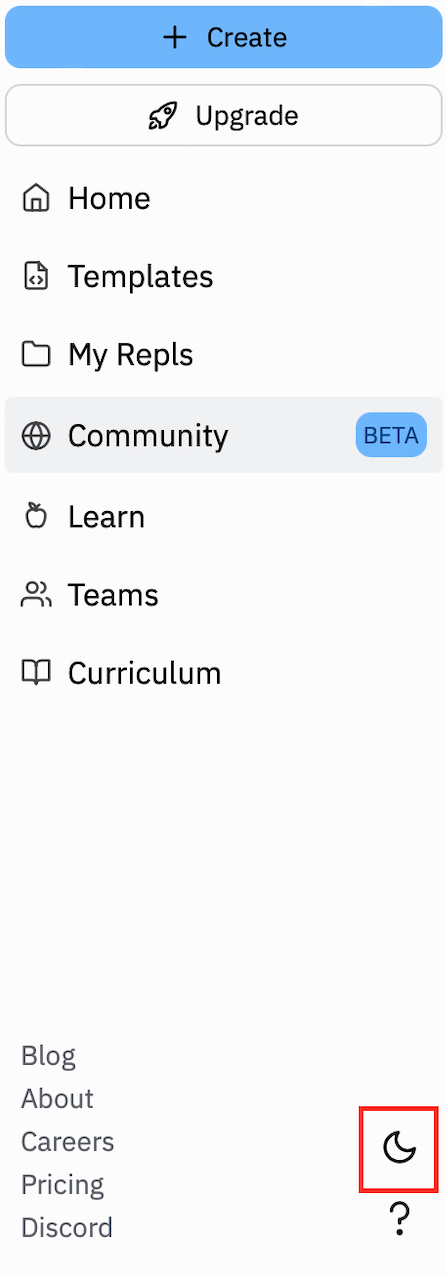 Create
Upgrade
Home
Templates
My Repls
Community BETA
Learn
Teams
Curriculum
Blog
About
Careers
Pricing
Discord
?